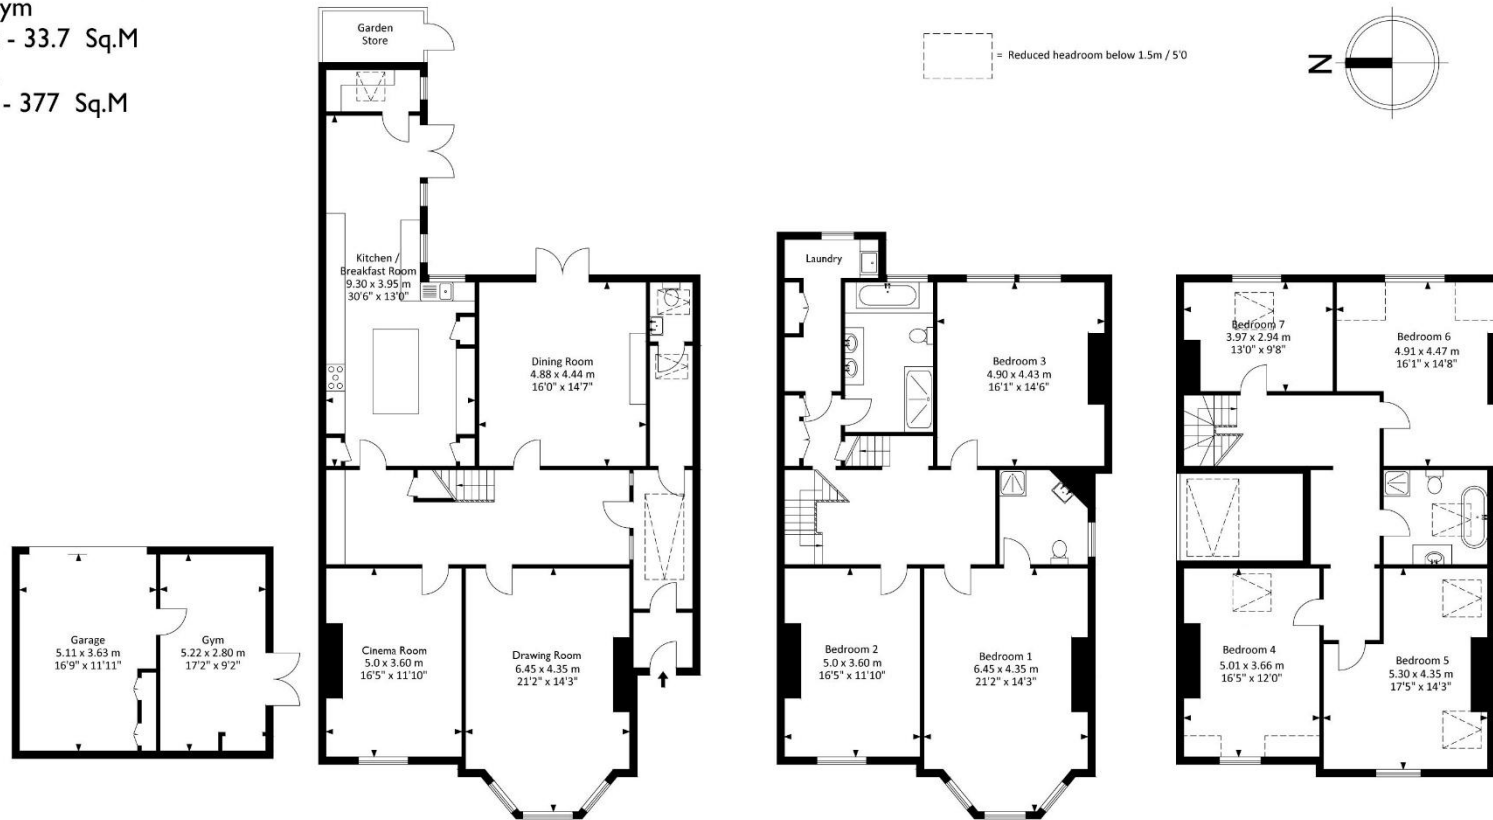 ym
- 33.7 Sq.M
- 377 Sq.M
Garden
Store
= Reduced headroom below 1.5m / 5'0
N
Kitchen /
Breakfast Room
9.30 x 3.95 m
30'6" x 13'0"
Dining Room
4.88 x 4.44 m
16'0" x 14'7"
Laundry
Bedroom 3
4.90 x 4.43 m
16'1" x 14'6"
Bedroom 7
3.97 x 2.94 m
13'0" x 9'8"
Bedroom 6
4.91 x 4.47 m
16'1" x 14'8"
Garage
5.11 x 3.63 m
16'9" x 11'11"
Gym
5.22 x 2.80 m
17'2" x 9'2"
Cinema Room
5.0 x 3.60 m
16'5" x 11'10"
Drawing Room
6.45 x 4.35 m
21'2" x 14'3"
Bedroom 2
5.0 x 3.60 m
16'5" x 11'10"
Bedroom 1
6.45 x 4.35 m
21'2" x 14'3"
Bedroom 4
5.01 x 3.66 m
16'5" x 12'0"
Bedroom 5
5.30 x 4.35 m
17'5" x 14'3"